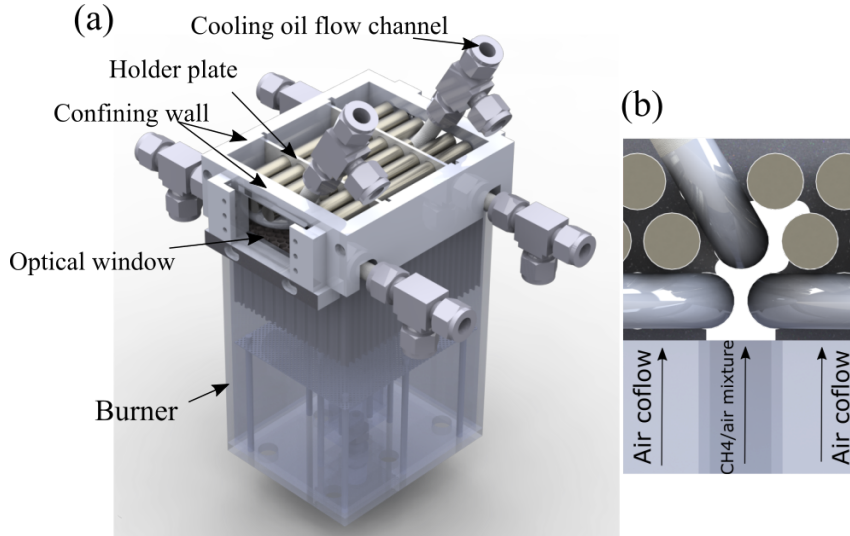 (a)
Cooling oil flow channel
Holder plate
Confining wall
Optical window
Burner
(b)
Air coflow
CH4/air mixture
Air coflow